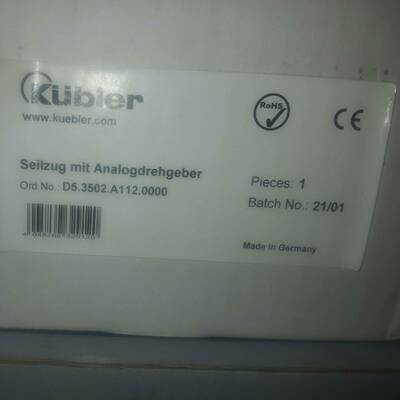 Kübler
www.kuebler.com
RoHS
CE
Seilzug mit Analogdrehgeber
Ord.No.: D5.3502.A112.0000
Pieces: 1
Batch No.: 21/01
Made in Germany